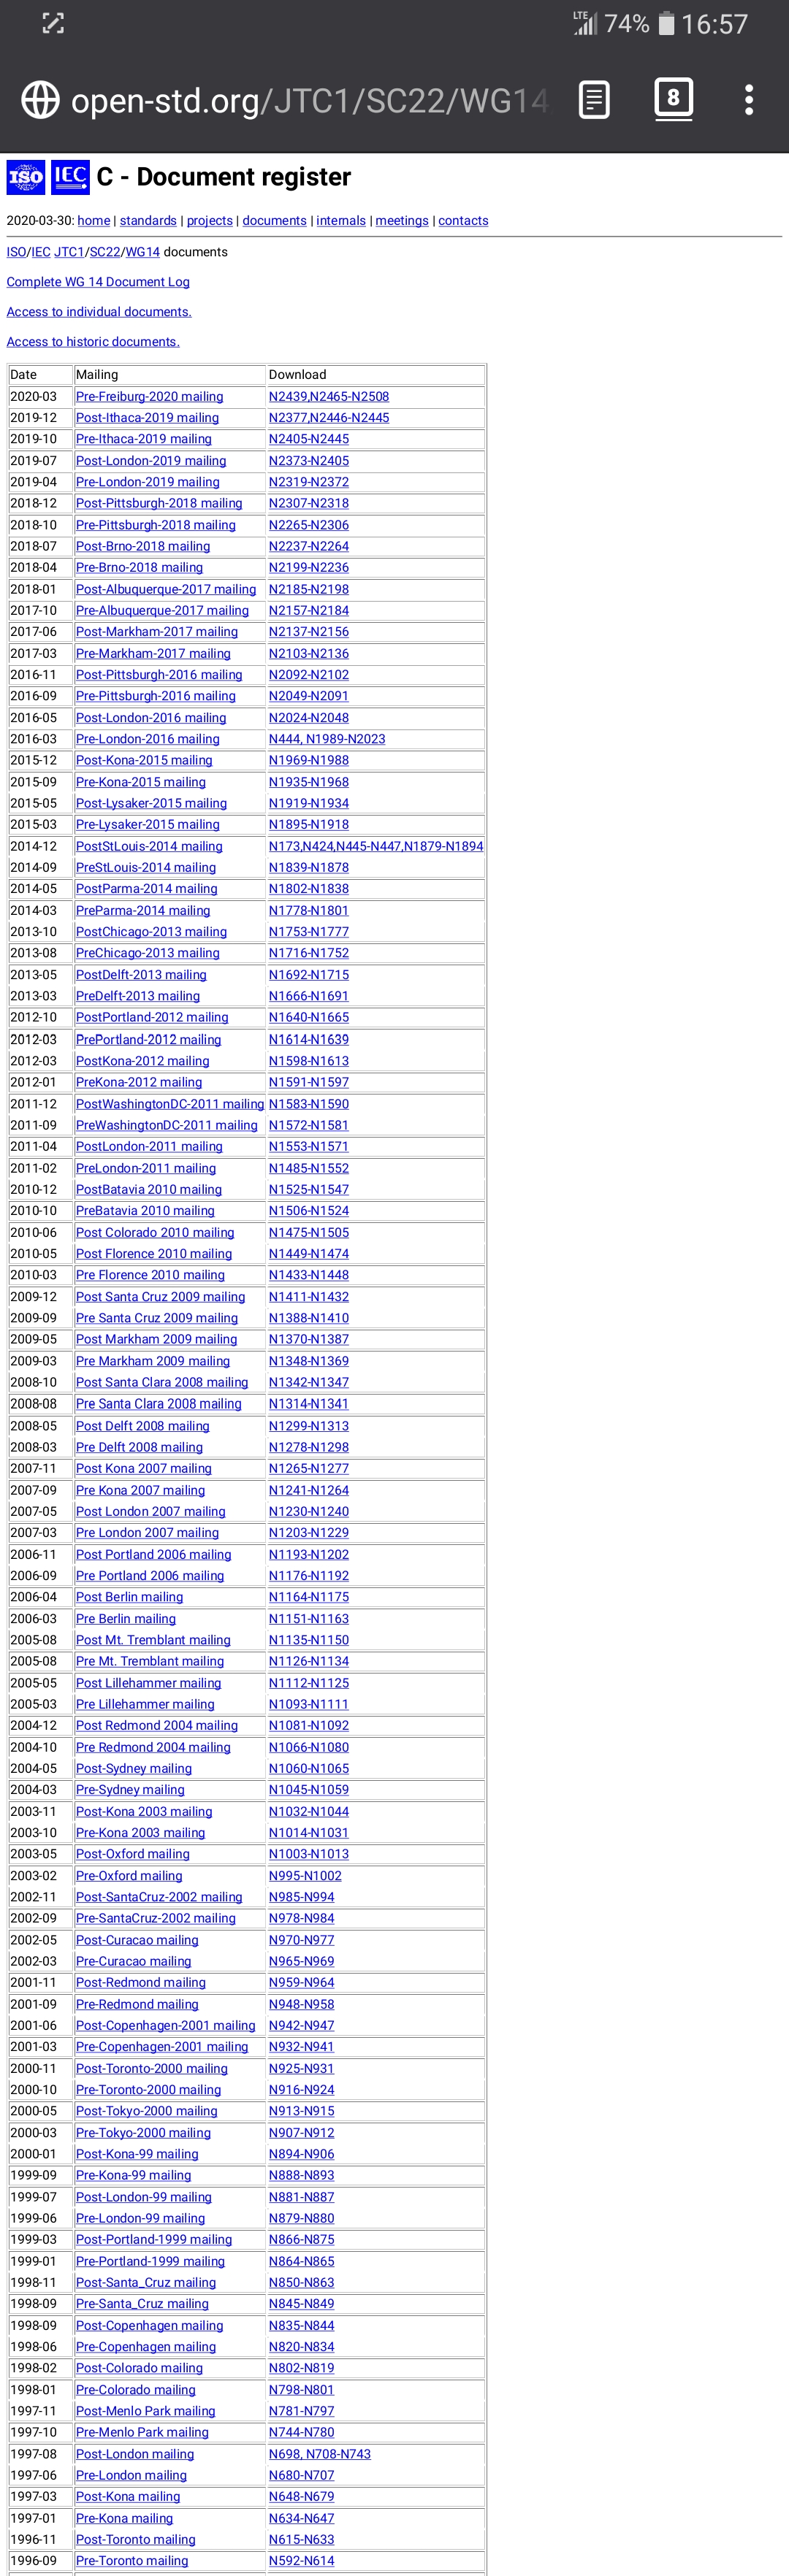 LTE 74% 16:57
open-std.org/JTC1/SC22/WG14 8
ISO IEC C - Document register
2020-03-30: home | standards | projects | documents | internals | meetings | contacts
ISO/IEC JTC1/SC22/WG14 documents
Complete WG 14 Document Log
Access to individual documents.
Access to historic documents.
Date Mailing Download
2020-03 Pre-Freiburg-2020 mailing N2439,N2465-N2508
2019-12 Post-Ithaca-2019 mailing N2377,N2446-N2445
2019-10 Pre-Ithaca-2019 mailing N2405-N2445
2019-07 Post-London-2019 mailing N2373-N2405
2019-04 Pre-London-2019 mailing N2319-N2372
2018-12 Post-Pittsburgh-2018 mailing N2307-N2318
2018-10 Pre-Pittsburgh-2018 mailing N2265-N2306
2018-07 Post-Brno-2018 mailing N2237-N2264
2018-04 Pre-Brno-2018 mailing N2199-N2236
2018-01 Post-Albuquerque-2017 mailing N2185-N2198
2017-10 Pre-Albuquerque-2017 mailing N2157-N2184
2017-06 Post-Markham-2017 mailing N2137-N2156
2017-03 Pre-Markham-2017 mailing N2103-N2136
2016-11 Post-Pittsburgh-2016 mailing N2092-N2102
2016-09 Pre-Pittsburgh-2016 mailing N2049-N2091
2016-05 Post-London-2016 mailing N2024-N2048
2016-03 Pre-London-2016 mailing N444, N1989-N2023
2015-12 Post-Kona-2015 mailing N1969-N1988
2015-09 Pre-Kona-2015 mailing N1935-N1968
2015-05 Post-Lysaker-2015 mailing N1919-N1934
2015-03 Pre-Lysaker-2015 mailing N1895-N1918
2014-12 PostStLouis-2014 mailing N173,N424,N445-N447,N1879-N1894
2014-09 PreStLouis-2014 mailing N1839-N1878
2014-05 PostParma-2014 mailing N1802-N1838
2014-03 PreParma-2014 mailing N1778-N1801
2013-10 PostChicago-2013 mailing N1753-N1777
2013-08 PreChicago-2013 mailing N1716-N1752
2013-05 PostDelft-2013 mailing N1692-N1715
2013-03 PreDelft-2013 mailing N1666-N1691
2012-10 PostPortland-2012 mailing N1640-N1665
2012-03 PrePortland-2012 mailing N1614-N1639
2012-03 PostKona-2012 mailing N1598-N1613
2012-01 PreKona-2012 mailing N1591-N1597
2011-12 PostWashingtonDC-2011 mailing N1583-N1590
2011-09 PreWashingtonDC-2011 mailing N1572-N1581
2011-04 PostLondon-2011 mailing N1553-N1571
2011-02 PreLondon-2011 mailing N1485-N1552
2010-12 PostBatavia 2010 mailing N1525-N1547
2010-10 PreBatavia 2010 mailing N1506-N1524
2010-06 Post Colorado 2010 mailing N1475-N1505
2010-05 Post Florence 2010 mailing N1449-N1474
2010-03 Pre Florence 2010 mailing N1433-N1448
2009-12 Post Santa Cruz 2009 mailing N1411-N1432
2009-09 Pre Santa Cruz 2009 mailing N1388-N1410
2009-05 Post Markham 2009 mailing N1370-N1387
2009-03 Pre Markham 2009 mailing N1348-N1369
2008-10 Post Santa Clara 2008 mailing N1342-N1347
2008-08 Pre Santa Clara 2008 mailing N1314-N1341
2008-05 Post Delft 2008 mailing N1299-N1313
2008-03 Pre Delft 2008 mailing N1278-N1298
2007-11 Post Kona 2007 mailing N1265-N1277
2007-09 Pre Kona 2007 mailing N1241-N1264
2007-05 Post London 2007 mailing N1230-N1240
2007-03 Pre London 2007 mailing N1203-N1229
2006-11 Post Portland 2006 mailing N1193-N1202
2006-09 Pre Portland 2006 mailing N1176-N1192
2006-04 Post Berlin mailing N1164-N1175
2006-03 Pre Berlin mailing N1151-N1163
2005-08 Post Mt. Tremblant mailing N1135-N1150
2005-08 Pre Mt. Tremblant mailing N1126-N1134
2005-05 Post Lillehammer mailing N1112-N1125
2005-03 Pre Lillehammer mailing N1093-N1111
2004-12 Post Redmond 2004 mailing N1081-N1092
2004-10 Pre Redmond 2004 mailing N1066-N1080
2004-05 Post-Sydney mailing N1060-N1065
2004-03 Pre-Sydney mailing N1045-N1059
2003-11 Post-Kona 2003 mailing N1032-N1044
2003-10 Pre-Kona 2003 mailing N1014-N1031
2003-05 Post-Oxford mailing N1003-N1013
2003-02 Pre-Oxford mailing N995-N1002
2002-11 Post-SantaCruz-2002 mailing N985-N994
2002-09 Pre-SantaCruz-2002 mailing N978-N984
2002-05 Post-Curacao mailing N970-N977
2002-03 Pre-Curacao mailing N965-N969
2001-11 Post-Redmond mailing N959-N964
2001-09 Pre-Redmond mailing N948-N958
2001-06 Post-Copenhagen-2001 mailing N942-N947
2001-03 Pre-Copenhagen-2001 mailing N932-N941
2000-11 Post-Toronto-2000 mailing N925-N931
2000-10 Pre-Toronto-2000 mailing N916-N924
2000-05 Post-Tokyo-2000 mailing N913-N915
2000-03 Pre-Tokyo-2000 mailing N907-N912
2000-01 Post-Kona-99 mailing N894-N906
1999-09 Pre-Kona-99 mailing N888-N893
1999-07 Post-London-99 mailing N881-N887
1999-06 Pre-London-99 mailing N879-N880
1999-03 Post-Portland-1999 mailing N866-N875
1999-01 Pre-Portland-1999 mailing N864-N865
1998-11 Post-Santa_Cruz mailing N850-N863
1998-09 Pre-Santa_Cruz mailing N845-N849
1998-09 Post-Copenhagen mailing N835-N844
1998-06 Pre-Copenhagen mailing N820-N834
1998-02 Post-Colorado mailing N802-N819
1998-01 Pre-Colorado mailing N798-N801
1997-11 Post-Menlo Park mailing N781-N797
1997-10 Pre-Menlo Park mailing N744-N780
1997-08 Post-London mailing N698, N708-N743
1997-06 Pre-London mailing N680-N707
1997-03 Post-Kona mailing N648-N679
1997-01 Pre-Kona mailing N634-N647
1996-11 Post-Toronto mailing N615-N633
1996-09 Pre-Toronto mailing N592-N614